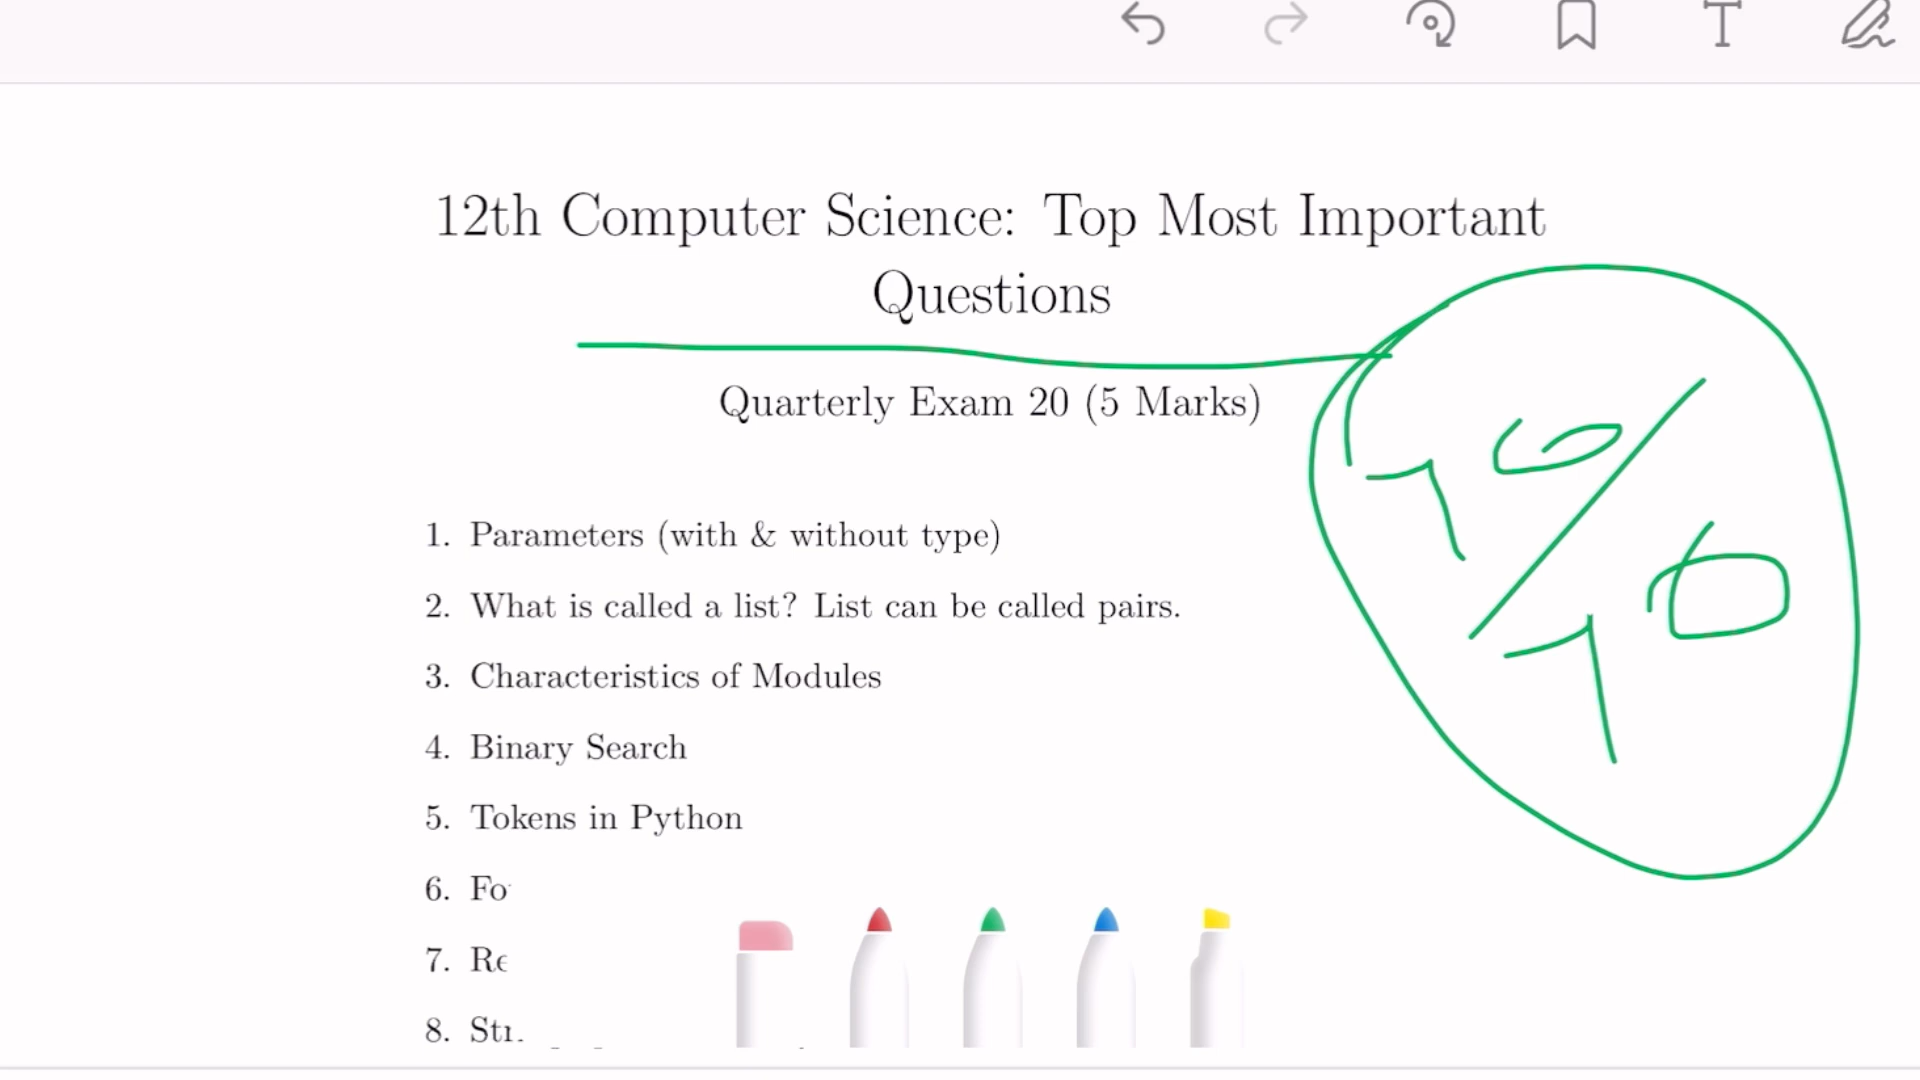 12th Computer Science: Top Most Important
Questions
Quarterly Exam 20 (5 Marks)
1. Parameters (with & without type)
2. What is called a list? List can be called pairs.
3. Characteristics of Modules
4. Binary Search
5. Tokens in Python
6. Fo
7. Re
8.